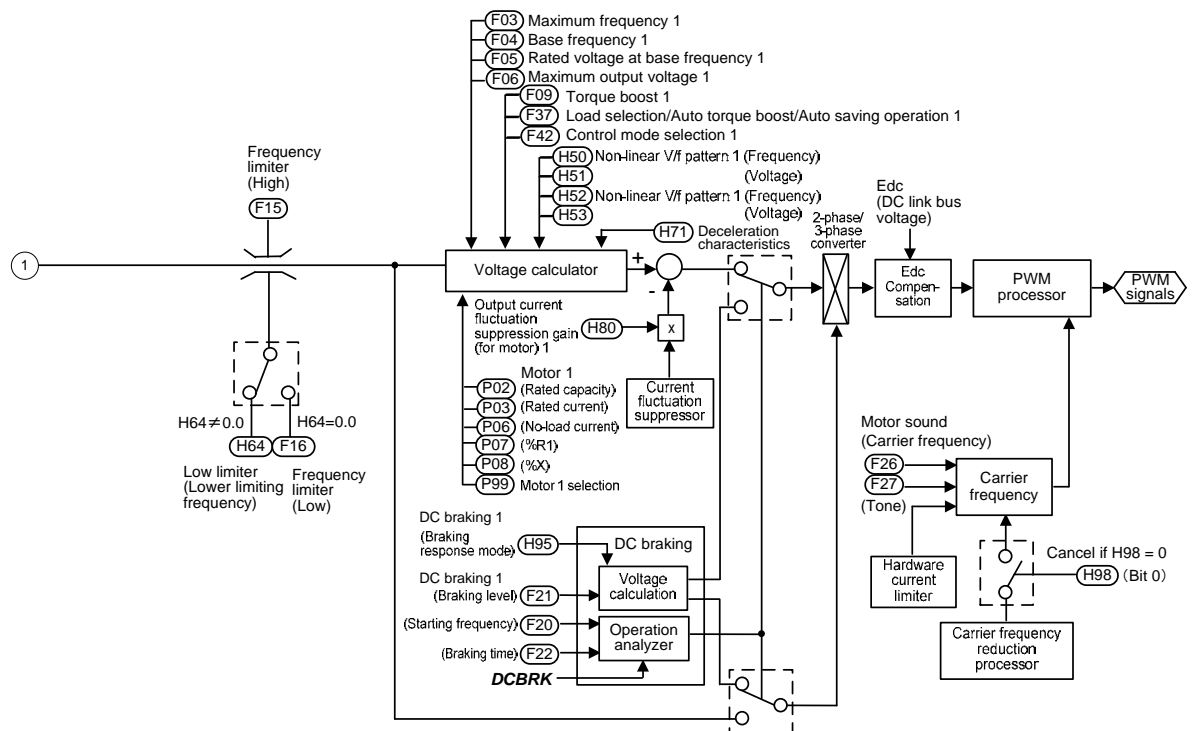 F03 Maximum frequency 1
F04 Base frequency 1
F05 Rated voltage at base frequency 1
F06 Maximum output voltage 1
F09 Torque boost 1
F37 Load selection/Auto torque boost/Auto saving operation 1
F42 Control mode selection 1
H50 Non-linear V/f pattern 1 (Frequency)
H51 (Voltage)
H52 Non-linear V/f pattern 1 (Frequency)
H53 (Voltage)
H71 Deceleration
characteristics
Frequency
limiter
(High)
F15
1
Voltage calculator
+
-
2-phase/
3-phase
converter
Edc
(DC link bus
voltage)
Edc
Compen-
sation
PWM
processor
PWM
signals
Output current
fluctuation
suppression gain
(for motor) 1
H80
x
Current
fluctuation
suppressor
H64≠0.0
H64=0.0
H64
F16
Low limiter
(Lower limiting
frequency)
Frequency
limiter
(Low)
Motor 1
P02 (Rated capacity)
P03 (Rated current)
P06 (No-load current)
P07 (%R1)
P08 (%X)
P99 Motor 1 selection
Motor sound
(Carrier frequency)
F26
F27
(Tone)
Carrier
frequency
Hardware
current
limiter
Cancel if H98 = 0
H98 (Bit 0)
Carrier frequency
reduction
processor
DC braking 1
(Braking
response mode) H95
DC braking
DC braking 1
(Braking level) F21
Voltage
calculation
(Starting frequency) F20
Operation
analyzer
(Braking time) F22
DCBRK